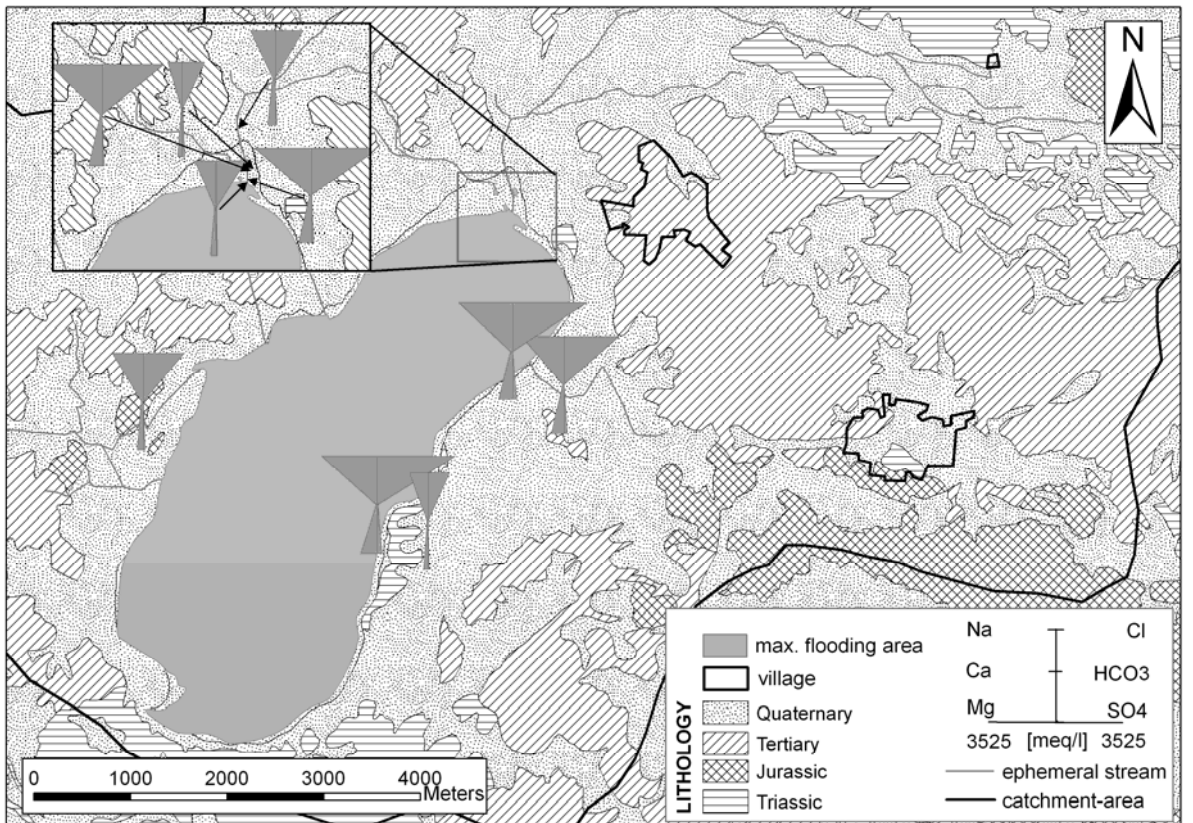 N
max. flooding area
village
Quaternary
Tertiary
Jurassic
Triassic
LITHOLOGY
Na Cl
Ca HCO3
Mg SO4
3525 [meq/l] 3525
ephemeral stream
catchment-area
0 1000 2000 3000 4000
Meters